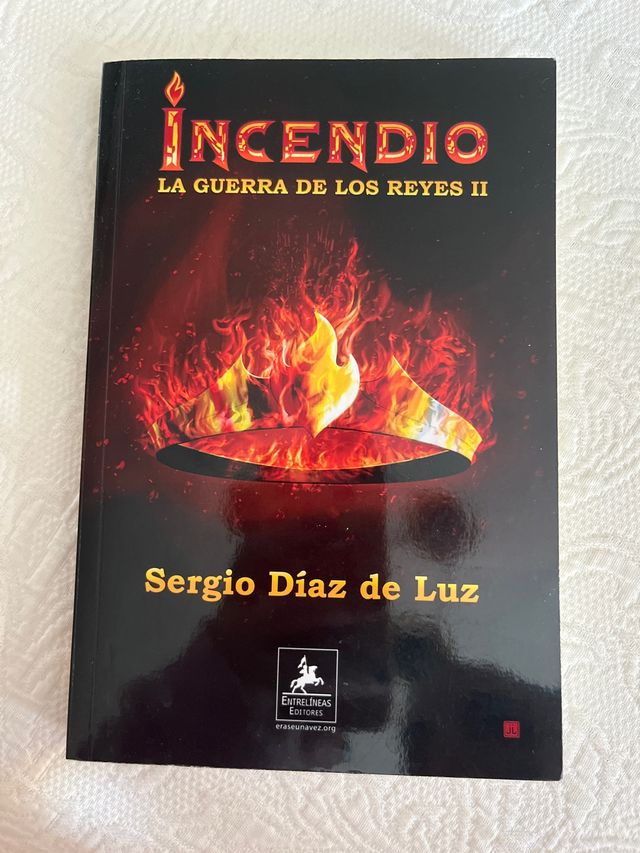 INCENDIO
LA GUERRA DE LOS REYES II
Sergio Díaz de Luz
ENTRELÍNEAS
EDITORES
eraseunavez.org